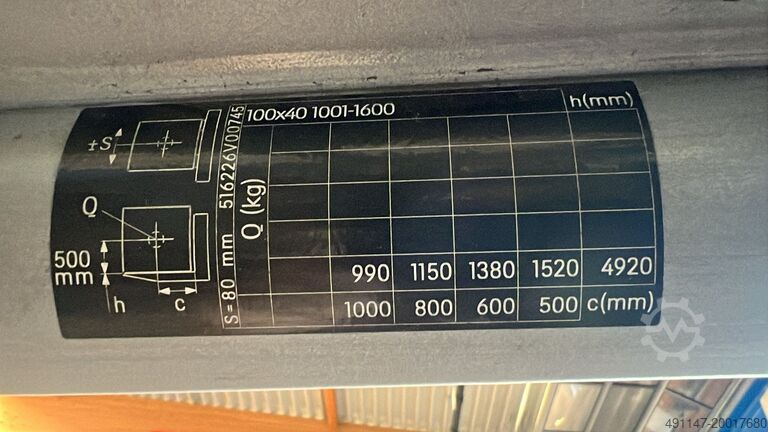 100x40 1001-1600 h(mm)
±S
S=80 mm 516226V00745
Q (kg)
Q
500
mm
h
c
990 1150 1380 1520 4920
1000 800 600 500 c(mm)
491147-20017680